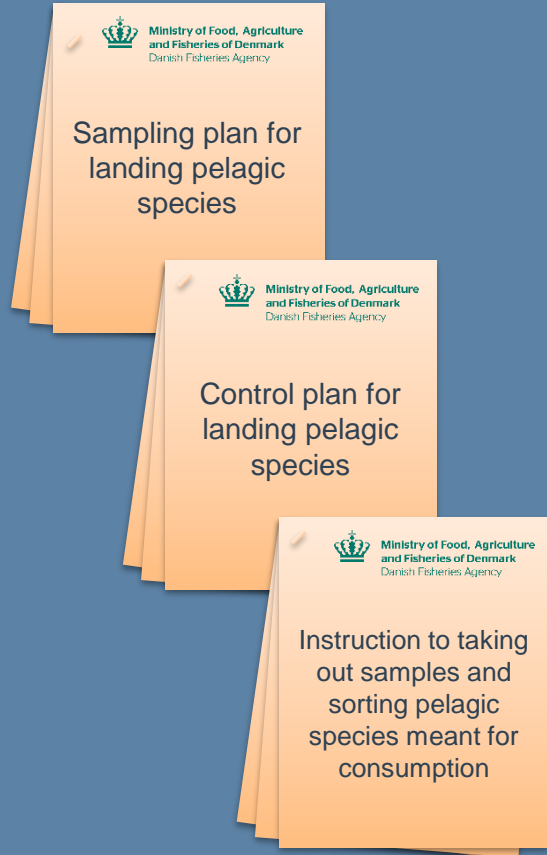 Ministry of Food, Agriculture
and Fisheries of Denmark
Danish Fisheries Agency
Sampling plan for
landing pelagic
species
Ministry of Food, Agriculture
and Fisheries of Denmark
Danish Fisheries Agency
Control plan for
landing pelagic
species
Ministry of Food, Agriculture
and Fisheries of Denmark
Danish Fisheries Agency
Instruction to taking
out samples and
sorting pelagic
species meant for
consumption